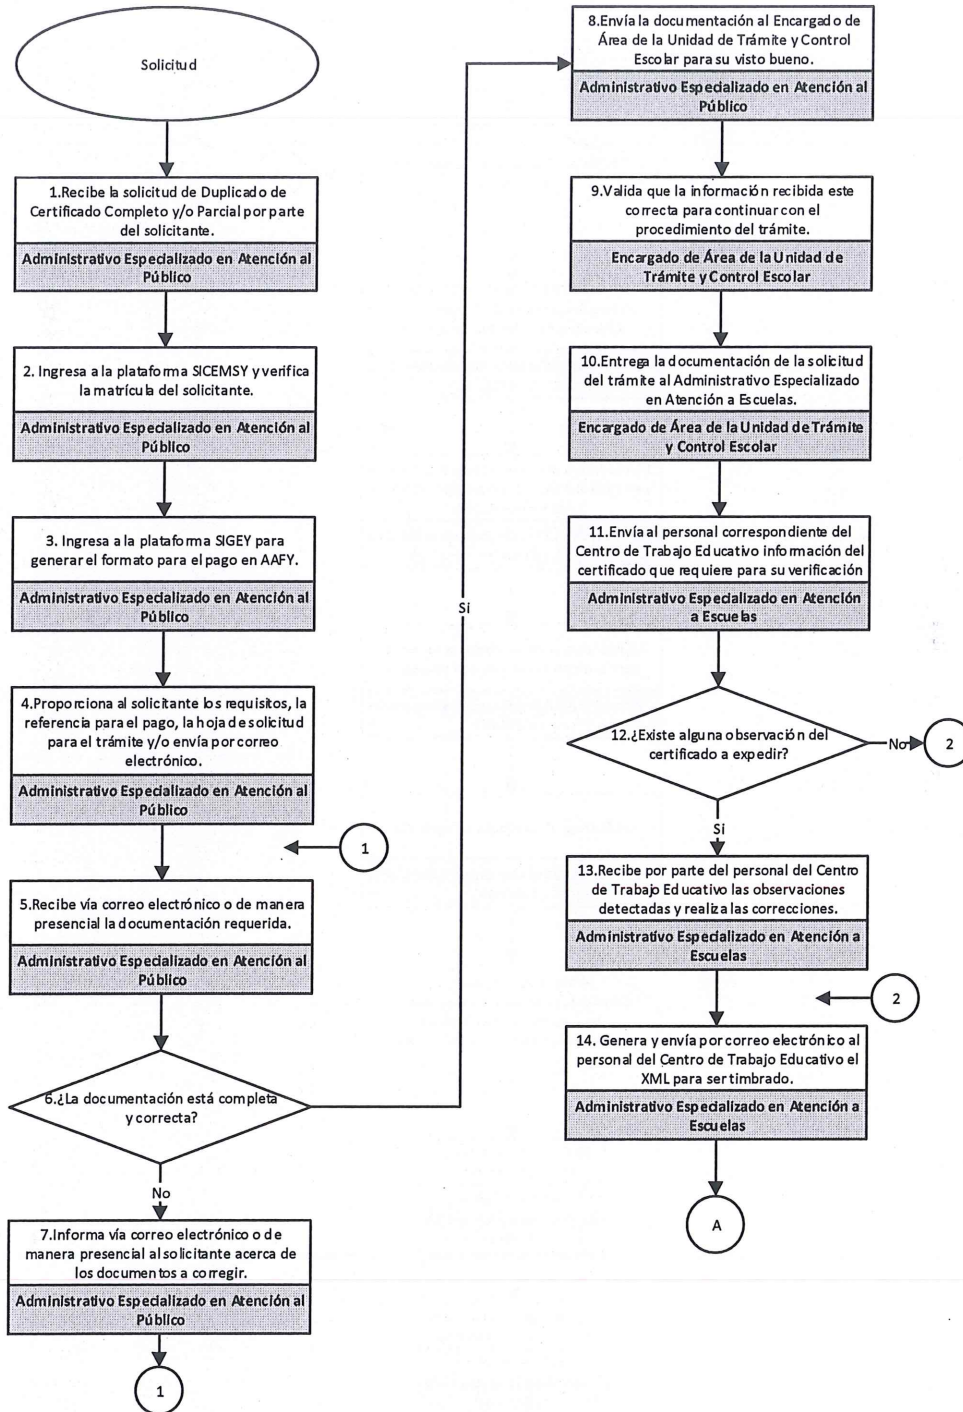 Solicitud
1.Recibe la solicitud de Duplicado de
Certificado Completo y/o Parcial por parte
del solicitante.
Administrativo Especializado en Atención al
Público
2. Ingresa a la plataforma SICEMSY y verifica
la matrícula del solicitante.
Administrativo Especializado en Atención al
Público
3. Ingresa a la plataforma SIGEY para
generar el formato para el pago en AAFY.
Administrativo Especializado en Atención al
Público
4.Proporciona al solicitante los requisitos, la
referencia para el pago, la hoja de solicitud
para el trámite y/o envía por correo
electrónico.
Administrativo Especializado en Atención al
Público
1
5.Recibe vía correo electrónico o de manera
presencial la documentación requerida.
Administrativo Especializado en Atención al
Público
6.¿La documentación está completa
y correcta?
Si
No
7.Informa vía correo electrónico o de
manera presencial al solicitante acerca de
los documentos a corregir.
Administrativo Especializado en Atención al
Público
1
8.Envía la documentación al Encargado de
Área de la Unidad de Trámite y Control
Escolar para su visto bueno.
Administrativo Especializado en Atención al
Público
9.Valida que la información recibida este
correcta para continuar con el
procedimiento del trámite.
Encargado de Área de la Unidad de
Trámite y Control Escolar
10.Entrega la documentación de la solicitud
del trámite al Administrativo Especializado
en Atención a Escuelas.
Encargado de Área de la Unidad de Trámite
y Control Escolar
11.Envía al personal correspondiente del
Centro de Trabajo Educativo información del
certificado que requiere para su verificación
Administrativo Especializado en Atención
a Escuelas
12.¿Existe alguna observación del
certificado a expedir?
No
2
Si
13.Recibe por parte del personal del Centro
de Trabajo Educativo las observaciones
detectadas y realiza las correcciones.
Administrativo Especializado en Atención a
Escuelas
2
14. Genera y envía por correo electrónico al
personal del Centro de Trabajo Educativo el
XML para ser timbrado.
Administrativo Especializado en Atención a
Escuelas
A